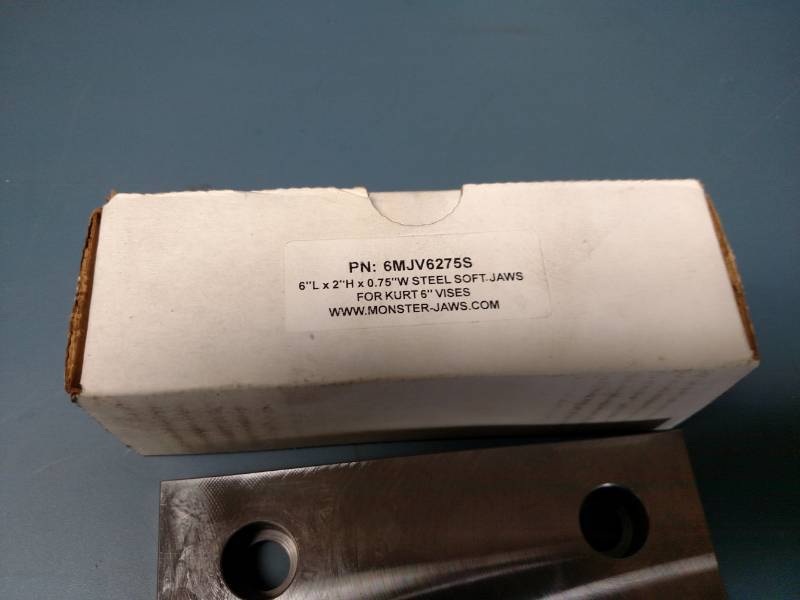 PN: 6MJV6275S
6"L x 2"H x 0.75"W STEEL SOFT JAWS
FOR KURT 6" VISES
WWW.MONSTER-JAWS.COM